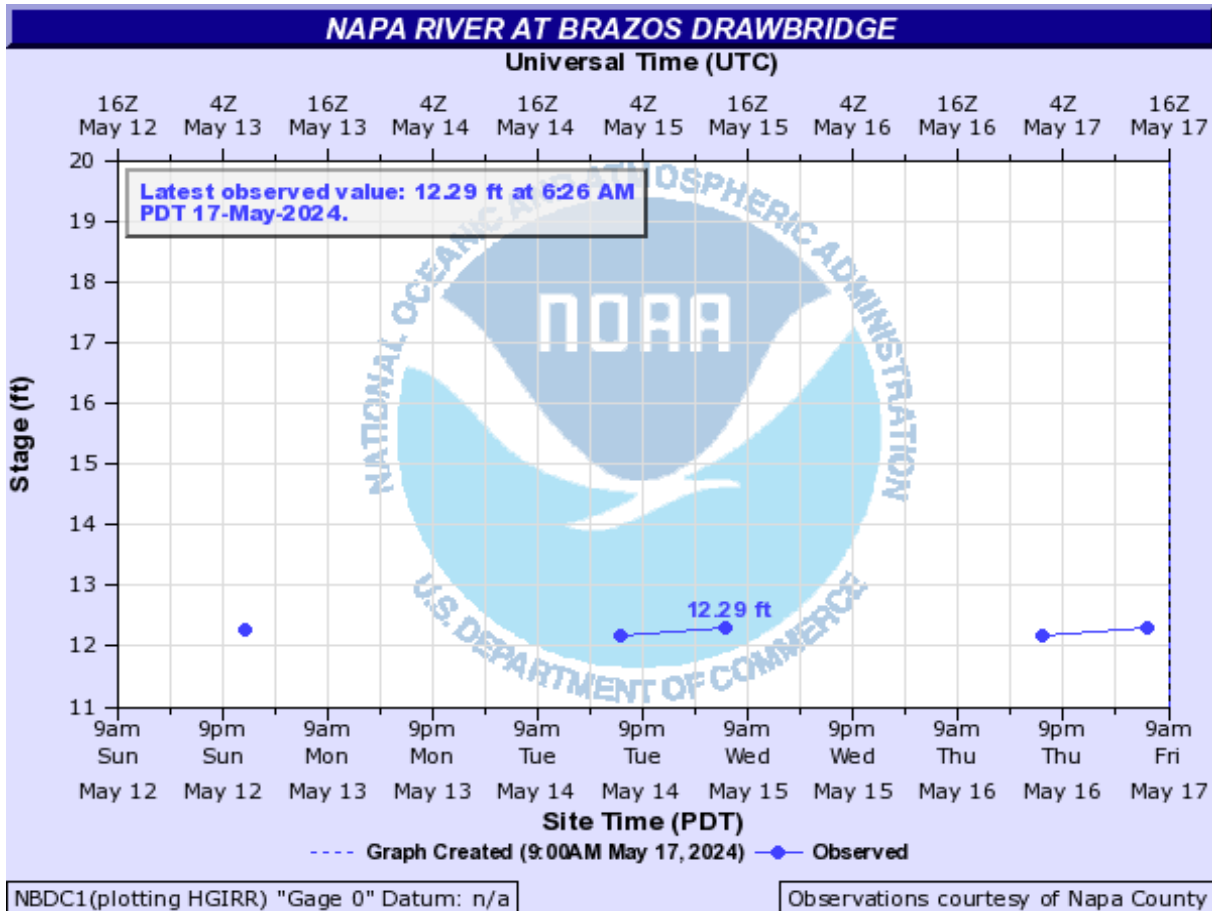 NAPA RIVER AT BRAZOS DRAWBRIDGE
Universal Time (UTC)
16Z 4Z 16Z 4Z 16Z 4Z 16Z 4Z 16Z 4Z 16Z
May 12 May 13 May 13 May 14 May 14 May 15 May 15 May 16 May 16 May 17 May 17
Latest observed value: 12.29 ft at 6:26 AM
PDT 17-May-2024.
NATIONAL OCEANIC AND ATMOSPHERIC ADMINISTRATION
NOAA
U.S. DEPARTMENT OF COMMERCE
Stage (ft)
20
19
18
17
16
15
14
13
12
11
12.29 ft
9am 9pm 9am 9pm 9am 9pm 9am 9pm 9am 9pm 9am
Sun Sun Mon Mon Tue Tue Wed Wed Thu Thu Fri
May 12 May 12 May 13 May 13 May 14 May 14 May 15 May 15 May 16 May 16 May 17
Site Time (PDT)
Graph Created (9:00AM May 17, 2024) Observed
NBDC1(plotting HGIRR) "Gage 0" Datum: n/a
Observations courtesy of Napa County